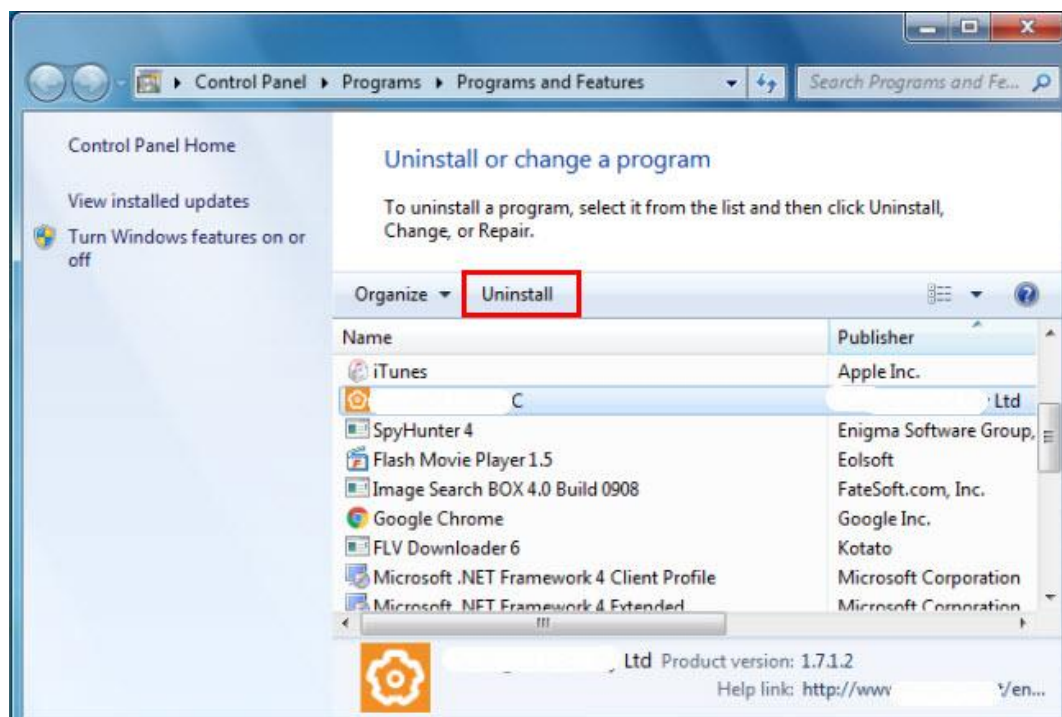 Control Panel Programs Programs and Features Search Programs and Fe...
Control Panel Home
View installed updates
Turn Windows features on or
off
Uninstall or change a program
To uninstall a program, select it from the list and then click Uninstall,
Change, or Repair.
Organize Uninstall
Name Publisher
iTunes Apple Inc.
C Ltd
SpyHunter 4 Enigma Software Group,
Flash Movie Player 1.5 Eolsoft
Image Search BOX 4.0 Build 0908 FateSoft.com, Inc.
Google Chrome Google Inc.
FLV Downloader 6 Kotato
Microsoft .NET Framework 4 Client Profile Microsoft Corporation
Microsoft .NET Framework 4 Extended Microsoft Corporation
Ltd Product version: 1.7.1.2
Help link: http://www /en...